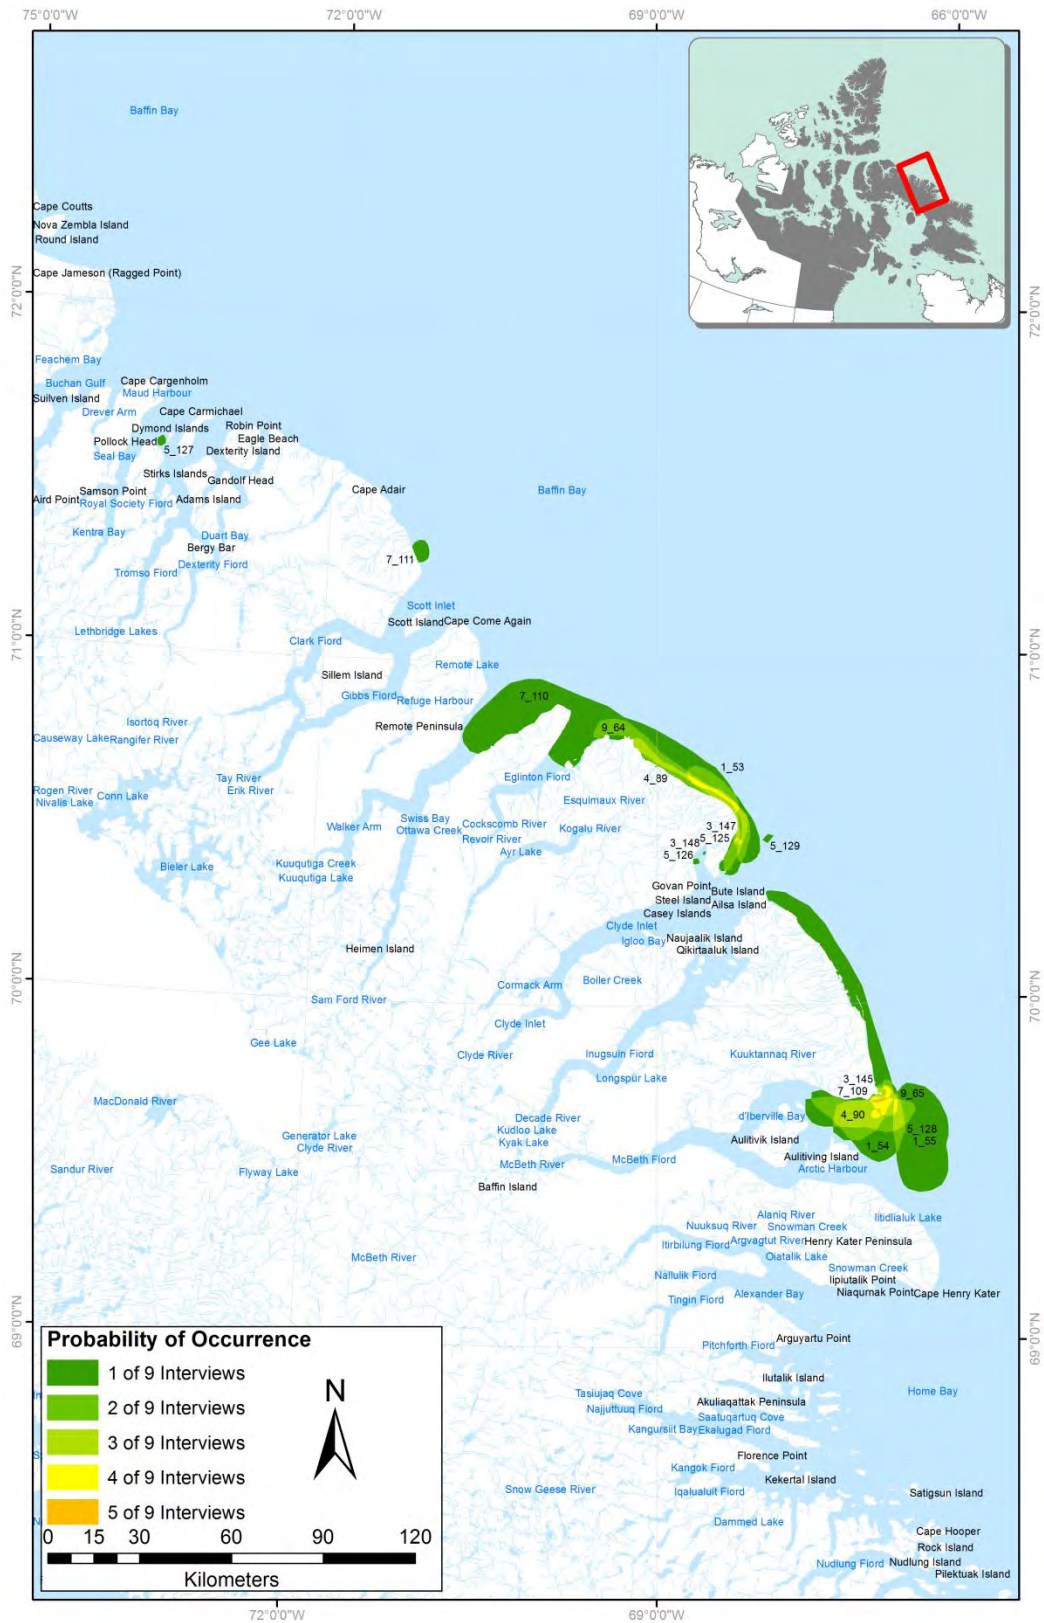 75°0'0"W
72°0'0"W
69°0'0"W
66°0'0"W
Baffin Bay
Cape Coutts
Nova Zembla Island
Round Island
Cape Jameson (Ragged Point)
72°0'0"N
72°0'0"N
Feachem Bay
Buchan Gulf
Cape Cargenholm
Maud Harbour
Suilven Island
Drever Arm
Cape Carmichael
Dymond Islands
Robin Point
Pollock Head
Eagle Beach
5_127
Dexterity Island
Seal Bay
Stirks Islands
Gandolf Head
Samson Point
Aird Point
Royal Society Fiord
Adams Island
Cape Adair
Baffin Bay
Kentra Bay
Duart Bay
Bergy Bar
7_111
Dexterity Fiord
Tromso Fiord
Scott Inlet
Scott Island
Cape Come Again
Lethbridge Lakes
71°0'0"N
71°0'0"N
Clark Fiord
Remote Lake
Sillem Island
Gibbs Fiord
Refuge Harbour
7_110
Isortoq River
Remote Peninsula
9_64
Causeway Lake
Rangifer River
1_53
Tay River
Eglinton Fiord
4_89
Rogen River
Erik River
Conn Lake
Nivalis Lake
Esquimaux River
Swiss Bay
Walker Arm
Ottawa Creek
Cockscomb River
Kogalu River
3_147
Revoir River
5_125
3_148
5_129
Ayr Lake
5_126
Bieler Lake
Kuuqutiga Creek
Kuuqutiga Lake
Govan Point
Bute Island
Steel Island
Ailsa Island
Casey Islands
Clyde Inlet
Naujaalik Island
Igloo Bay
Heimen Island
Qikirtaaluk Island
70°0'0"N
70°0'0"N
Boiler Creek
Cormack Arm
Sam Ford River
Clyde Inlet
Gee Lake
Clyde River
Inugsuin Fiord
Kuuktannaq River
Longspur Lake
3_145
7_109
9_65
MacDonald River
4_90
d'Iberville Bay
Decade River
Kudloo Lake
5_128
Generator Lake
Aulitivik Island
1_55
Clyde River
Kyak Lake
1_54
Aulitiving Island
Sandur River
Flyway Lake
McBeth River
McBeth Fiord
Arctic Harbour
Baffin Island
Alaniq River
Iitidlialuk Lake
Nuuksuq River
Snowman Creek
Itirbilung Fiord
Argvagtut River
Henry Kater Peninsula
McBeth River
Oiatalik Lake
Snowman Creek
Nallulik Fiord
Iipiutalik Point
Alexander Bay
Niaqurnak Point
Cape Henry Kater
Tingin Fiord
69°0'0"N
69°0'0"N
Arguyartu Point
Pitchforth Fiord
Ilutalik Island
Home Bay
Tasiujaq Cove
Akuliaqattak Peninsula
Najjuttuuq Fiord
Saatuqartuq Cove
Kangursiit Bay
Ekalugad Fiord
Florence Point
Kangok Fiord
Kekertal Island
Snow Geese River
Iqalualuit Fiord
Satigsun Island
Dammed Lake
Cape Hooper
Rock Island
Nudlung Fiord
Nudlung Island
Pilektuak Island
Probability of Occurrence
1 of 9 Interviews
2 of 9 Interviews
3 of 9 Interviews
4 of 9 Interviews
5 of 9 Interviews
N
0 15 30 60 90 120
Kilometers
72°0'0"W
69°0'0"W